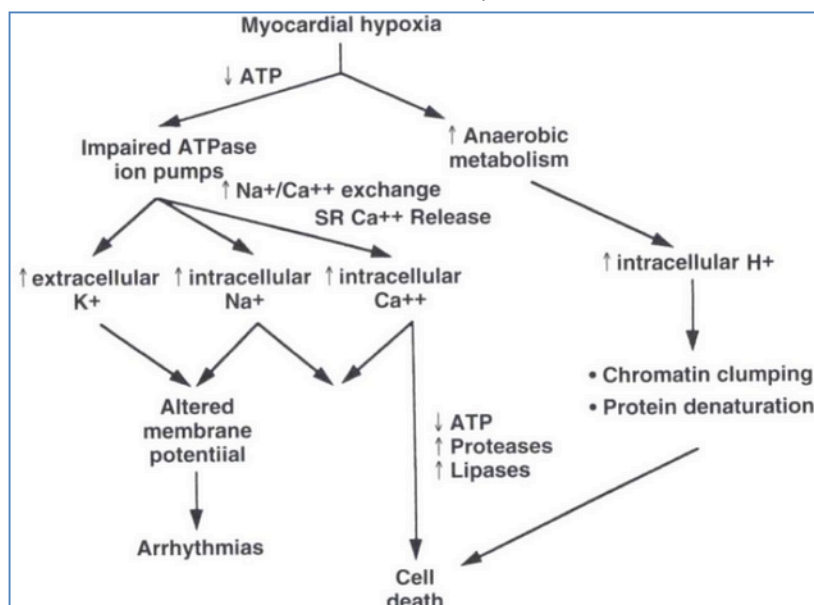 Myocardial hypoxia
↓ ATP
Impaired ATPase
ion pumps
↑ Anaerobic
metabolism
↑ Na+/Ca++ exchange
SR Ca++ Release
↑ extracellular
K+
↑ intracellular
Na+
↑ intracellular
Ca++
↑ intracellular H+
• Chromatin clumping
• Protein denaturation
Altered
membrane
potentiial
↓ ATP
↑ Proteases
↑ Lipases
Arrhythmias
Cell
death